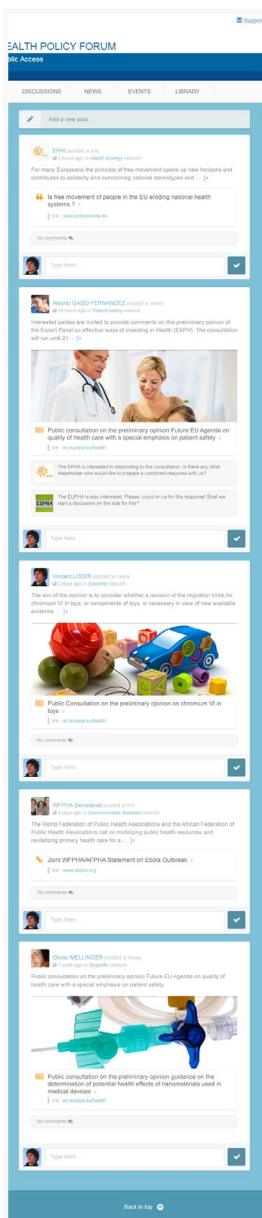 Suppor
EALTH POLICY FORUM
blic Access
DISCUSSIONS NEWS EVENTS LIBRARY
Add a new post ...
EPHI posted a link
2 hours ago in Health strategy network
For many Europeans the principle of free movement opens up new horizons and
contributes to solidarity and overcoming national stereotypes and ... ]+
Is free movement of people in the EU eroding national health
systems ? ›
link · www.policyreview.eu
No comments
Type here ...
Alberto GAGO FERNANDEZ posted a news
19 hours ago in Patient safety network
Interested parties are invited to provide comments on this preliminary opinion of
the Expert Panel on effective ways of investing in Health (EXPH). The consultation
will run until 21 ... ]+
Public consultation on the preliminary opinion Future EU Agenda on
quality of health care with a special emphasis on patient safety ›
link · ec.europa.eu/health
The EPHA is interested in responding to this consultation. Is there any other
stakeholder who would like to prepare a combined response with us?
The EUPHA is also interested. Please, count on us for this response! Shall we
start a discussion on the side for this?
Type here ...
Vincent LISOIR posted a news
2 days ago in Scientific network
The aim of the opinion is to consider whether a revision of the migration limits for
chromium VI in toys, or components of toys, is necessary in view of new available
evidence ... ]+
Public Consultation on the preliminary opinion on chromium VI in
toys ›
link · ec.europa.eu/health
No comments
Type here ...
WFPHA Secretariat posted a link
4 days ago in Communicable diseases network
The World Federation of Public Health Associations and the African Federation of
Public Health Associations call on mobilizing public health resources and
revitalizing primary health care for a ... ]+
Joint WFPHA/AFPHA Statement on Ebola Outbreak ›
link · www.wfpha.org
No comments
Type here ...
Olivier MELLINGER posted a news
1 week ago in Scientific network
Public consultation on the preliminary opinion Future EU Agenda on quality of
health care with a special emphasis on patient safety.
Public consultation on the preliminary opinion guidance on the
determination of potential health effects of nanomaterials used in
medical devices ›
link · ec.europa.eu/health
No comments
Type here ...
Back to top